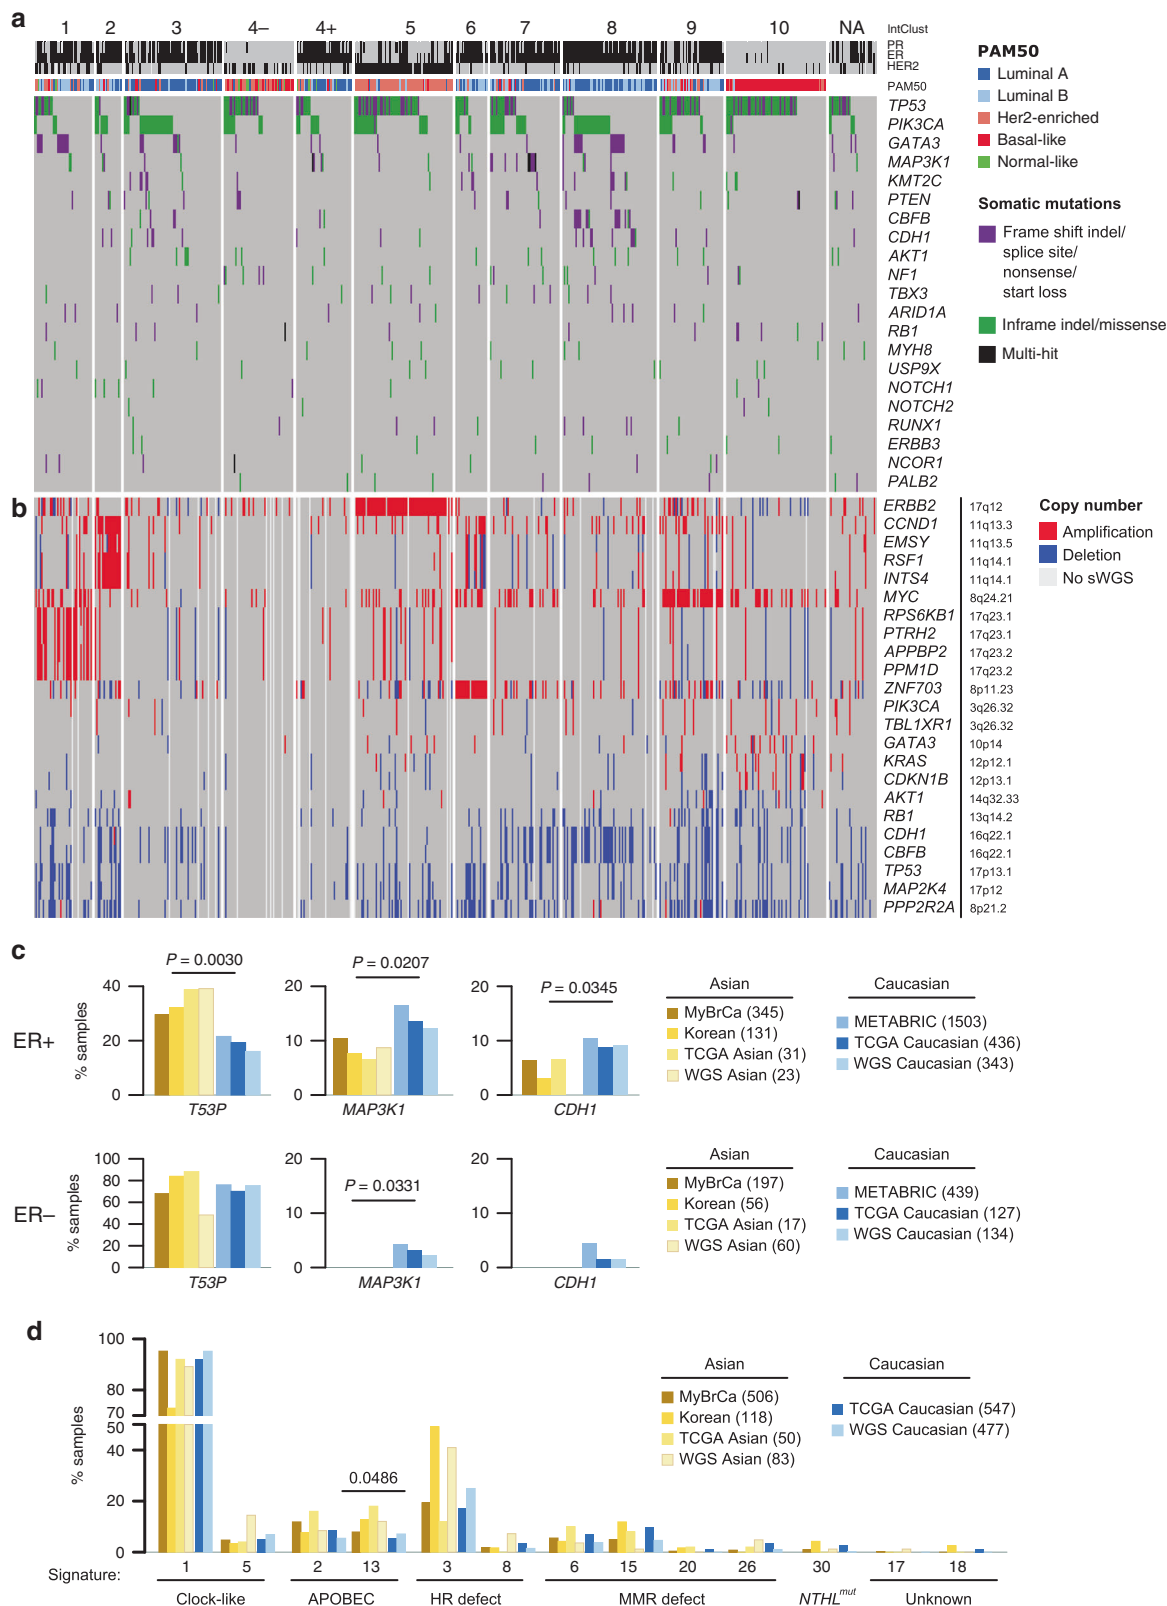 a
1 2 3 4– 4+ 5 6 7 8 9 10 NA IntClust
PR
ER
HER2
PAM50
TP53
PIK3CA
GATA3
MAP3K1
KMT2C
PTEN
CBFB
CDH1
AKT1
NF1
TBX3
ARID1A
RB1
MYH8
USP9X
NOTCH1
NOTCH2
RUNX1
ERBB3
NCOR1
PALB2
PAM50
Luminal A
Luminal B
Her2-enriched
Basal-like
Normal-like
Somatic mutations
Frame shift indel/
splice site/
nonsense/
start loss
Inframe indel/missense
Multi-hit
b
ERBB2 17q12
CCND1 11q13.3
EMSY 11q13.5
RSF1 11q14.1
INTS4 11q14.1
MYC 8q24.21
RPS6KB1 17q23.1
PTRH2 17q23.1
APPBP2 17q23.2
PPM1D 17q23.2
ZNF703 8p11.23
PIK3CA 3q26.32
TBL1XR1 3q26.32
GATA3 10p14
KRAS 12p12.1
CDKN1B 12p13.1
AKT1 14q32.33
RB1 13q14.2
CDH1 16q22.1
CBFB 16q22.1
TP53 17p13.1
MAP2K4 17p12
PPP2R2A 8p21.2
Copy number
Amplification
Deletion
No sWGS
c
ER+
% samples
40
20
0
P = 0.0030
T53P
20
10
0
P = 0.0207
MAP3K1
20
10
0
P = 0.0345
CDH1
Asian
MyBrCa (345)
Korean (131)
TCGA Asian (31)
WGS Asian (23)
Caucasian
METABRIC (1503)
TCGA Caucasian (436)
WGS Caucasian (343)
ER–
% samples
100
80
60
40
20
0
T53P
20
10
0
P = 0.0331
MAP3K1
20
10
0
CDH1
Asian
MyBrCa (197)
Korean (56)
TCGA Asian (17)
WGS Asian (60)
Caucasian
METABRIC (439)
TCGA Caucasian (127)
WGS Caucasian (134)
d
% samples
100
80
70
50
40
20
0
0.0486
Asian
MyBrCa (506)
Korean (118)
TCGA Asian (50)
WGS Asian (83)
Caucasian
TCGA Caucasian (547)
WGS Caucasian (477)
Signature: 1 5 2 13 3 8 6 15 20 26 30 17 18
Clock-like APOBEC HR defect MMR defect NTHLmut Unknown